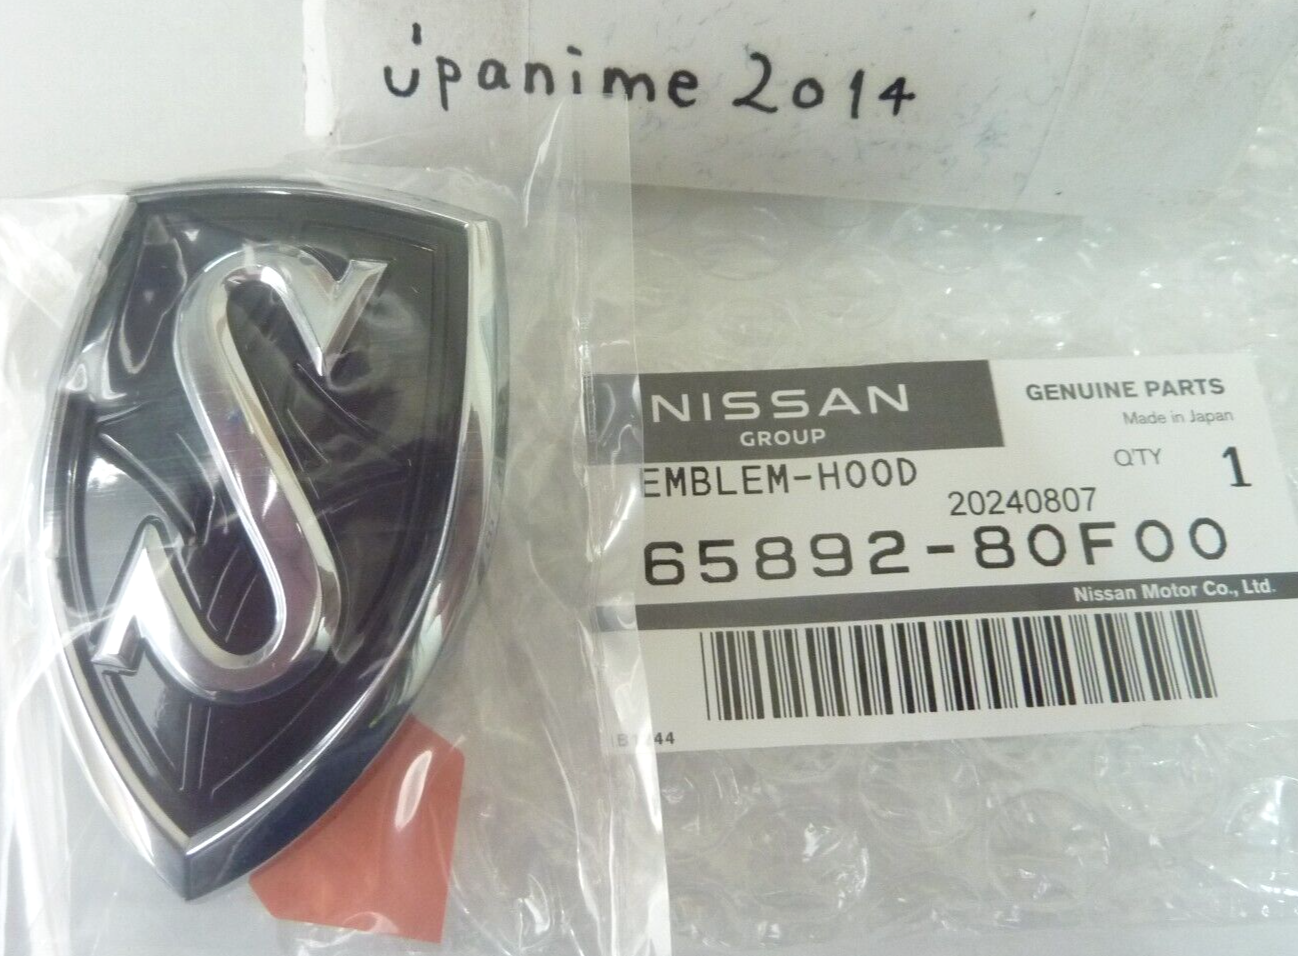 jpanime 2014
S
NISSAN
GROUP
GENUINE PARTS
Made in Japan
EMBLEM-HOOD
Q'TY 1
20240807
65892-80F00
Nissan Motor Co., Ltd.